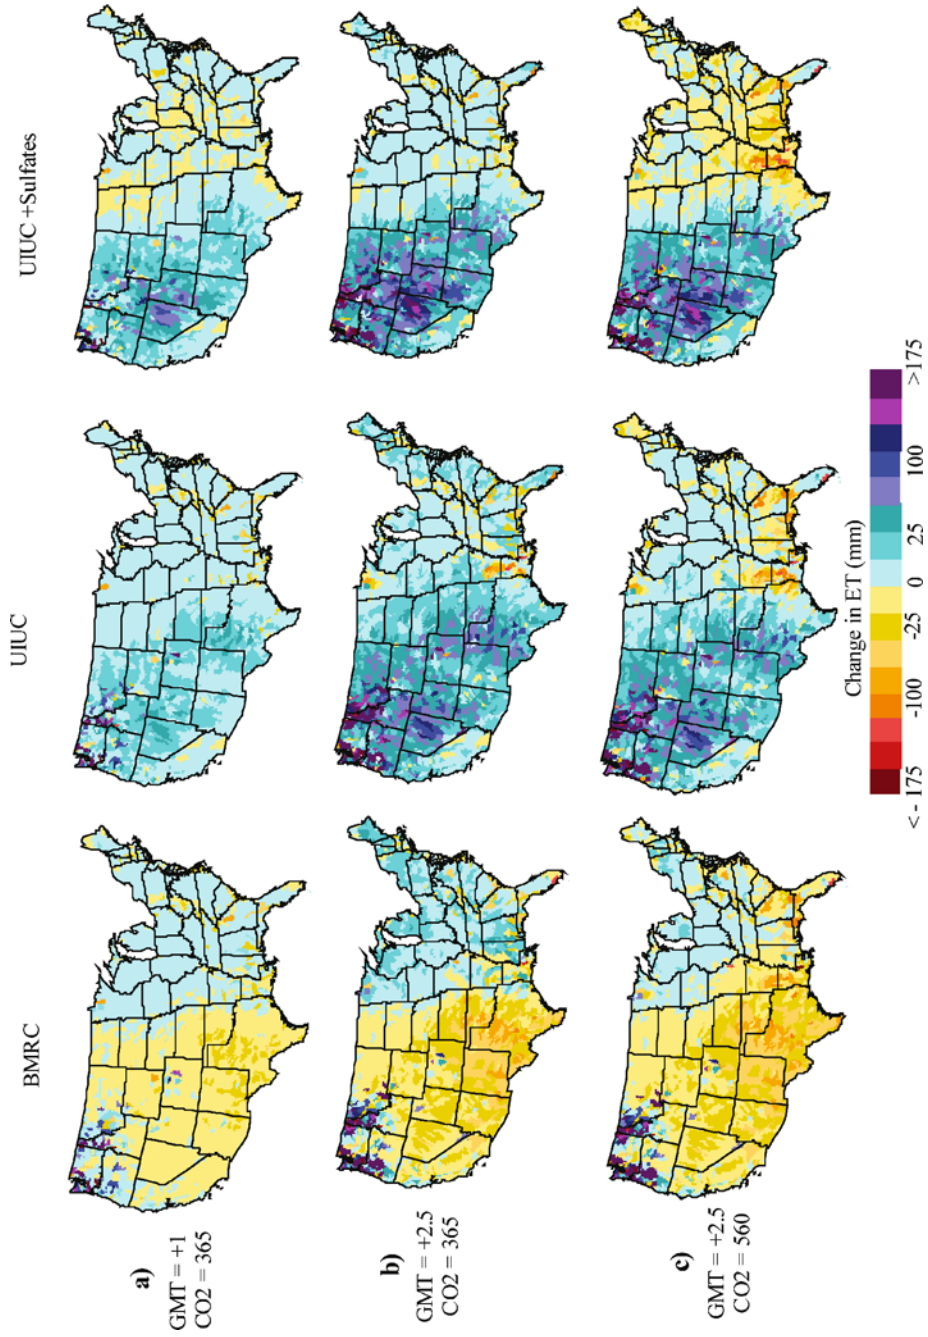 BMRC
UIUC
UIUC +Sulfates
a)
GMT = +1
CO2 = 365
b)
GMT = +2.5
CO2 = 365
c)
GMT = +2.5
CO2 = 560
Change in ET (mm)
< - 175
-100
-25
0
25
100
>175